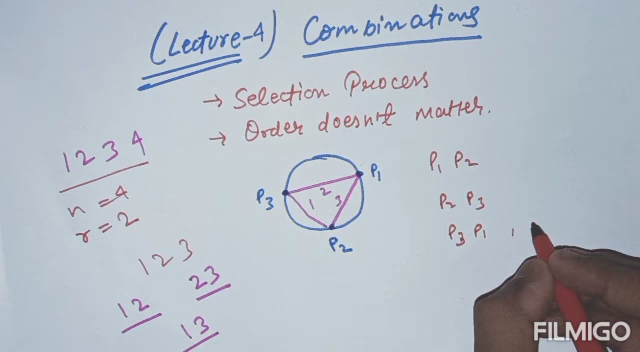 (Lecture-4) Combinations
→ Selection Process
→ Order doesn't matter.
1 2 3 4
n = 4
r = 2
1 2 3
12 23
13
P1
P3
P2
1 2 3
P1 P2
P2 P3
P3 P1
FILMIGO